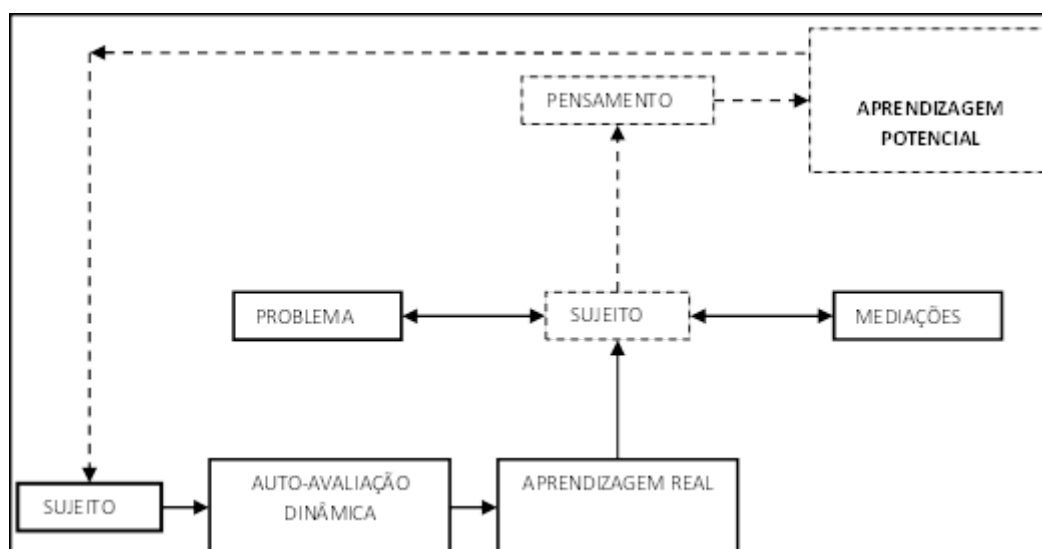 PENSAMENTO
APRENDIZAGEM
POTENCIAL
PROBLEMA
SUJEITO
MEDIAÇÕES
SUJEITO
AUTO-AVALIAÇÃO
DINÂMICA
APRENDIZAGEM REAL